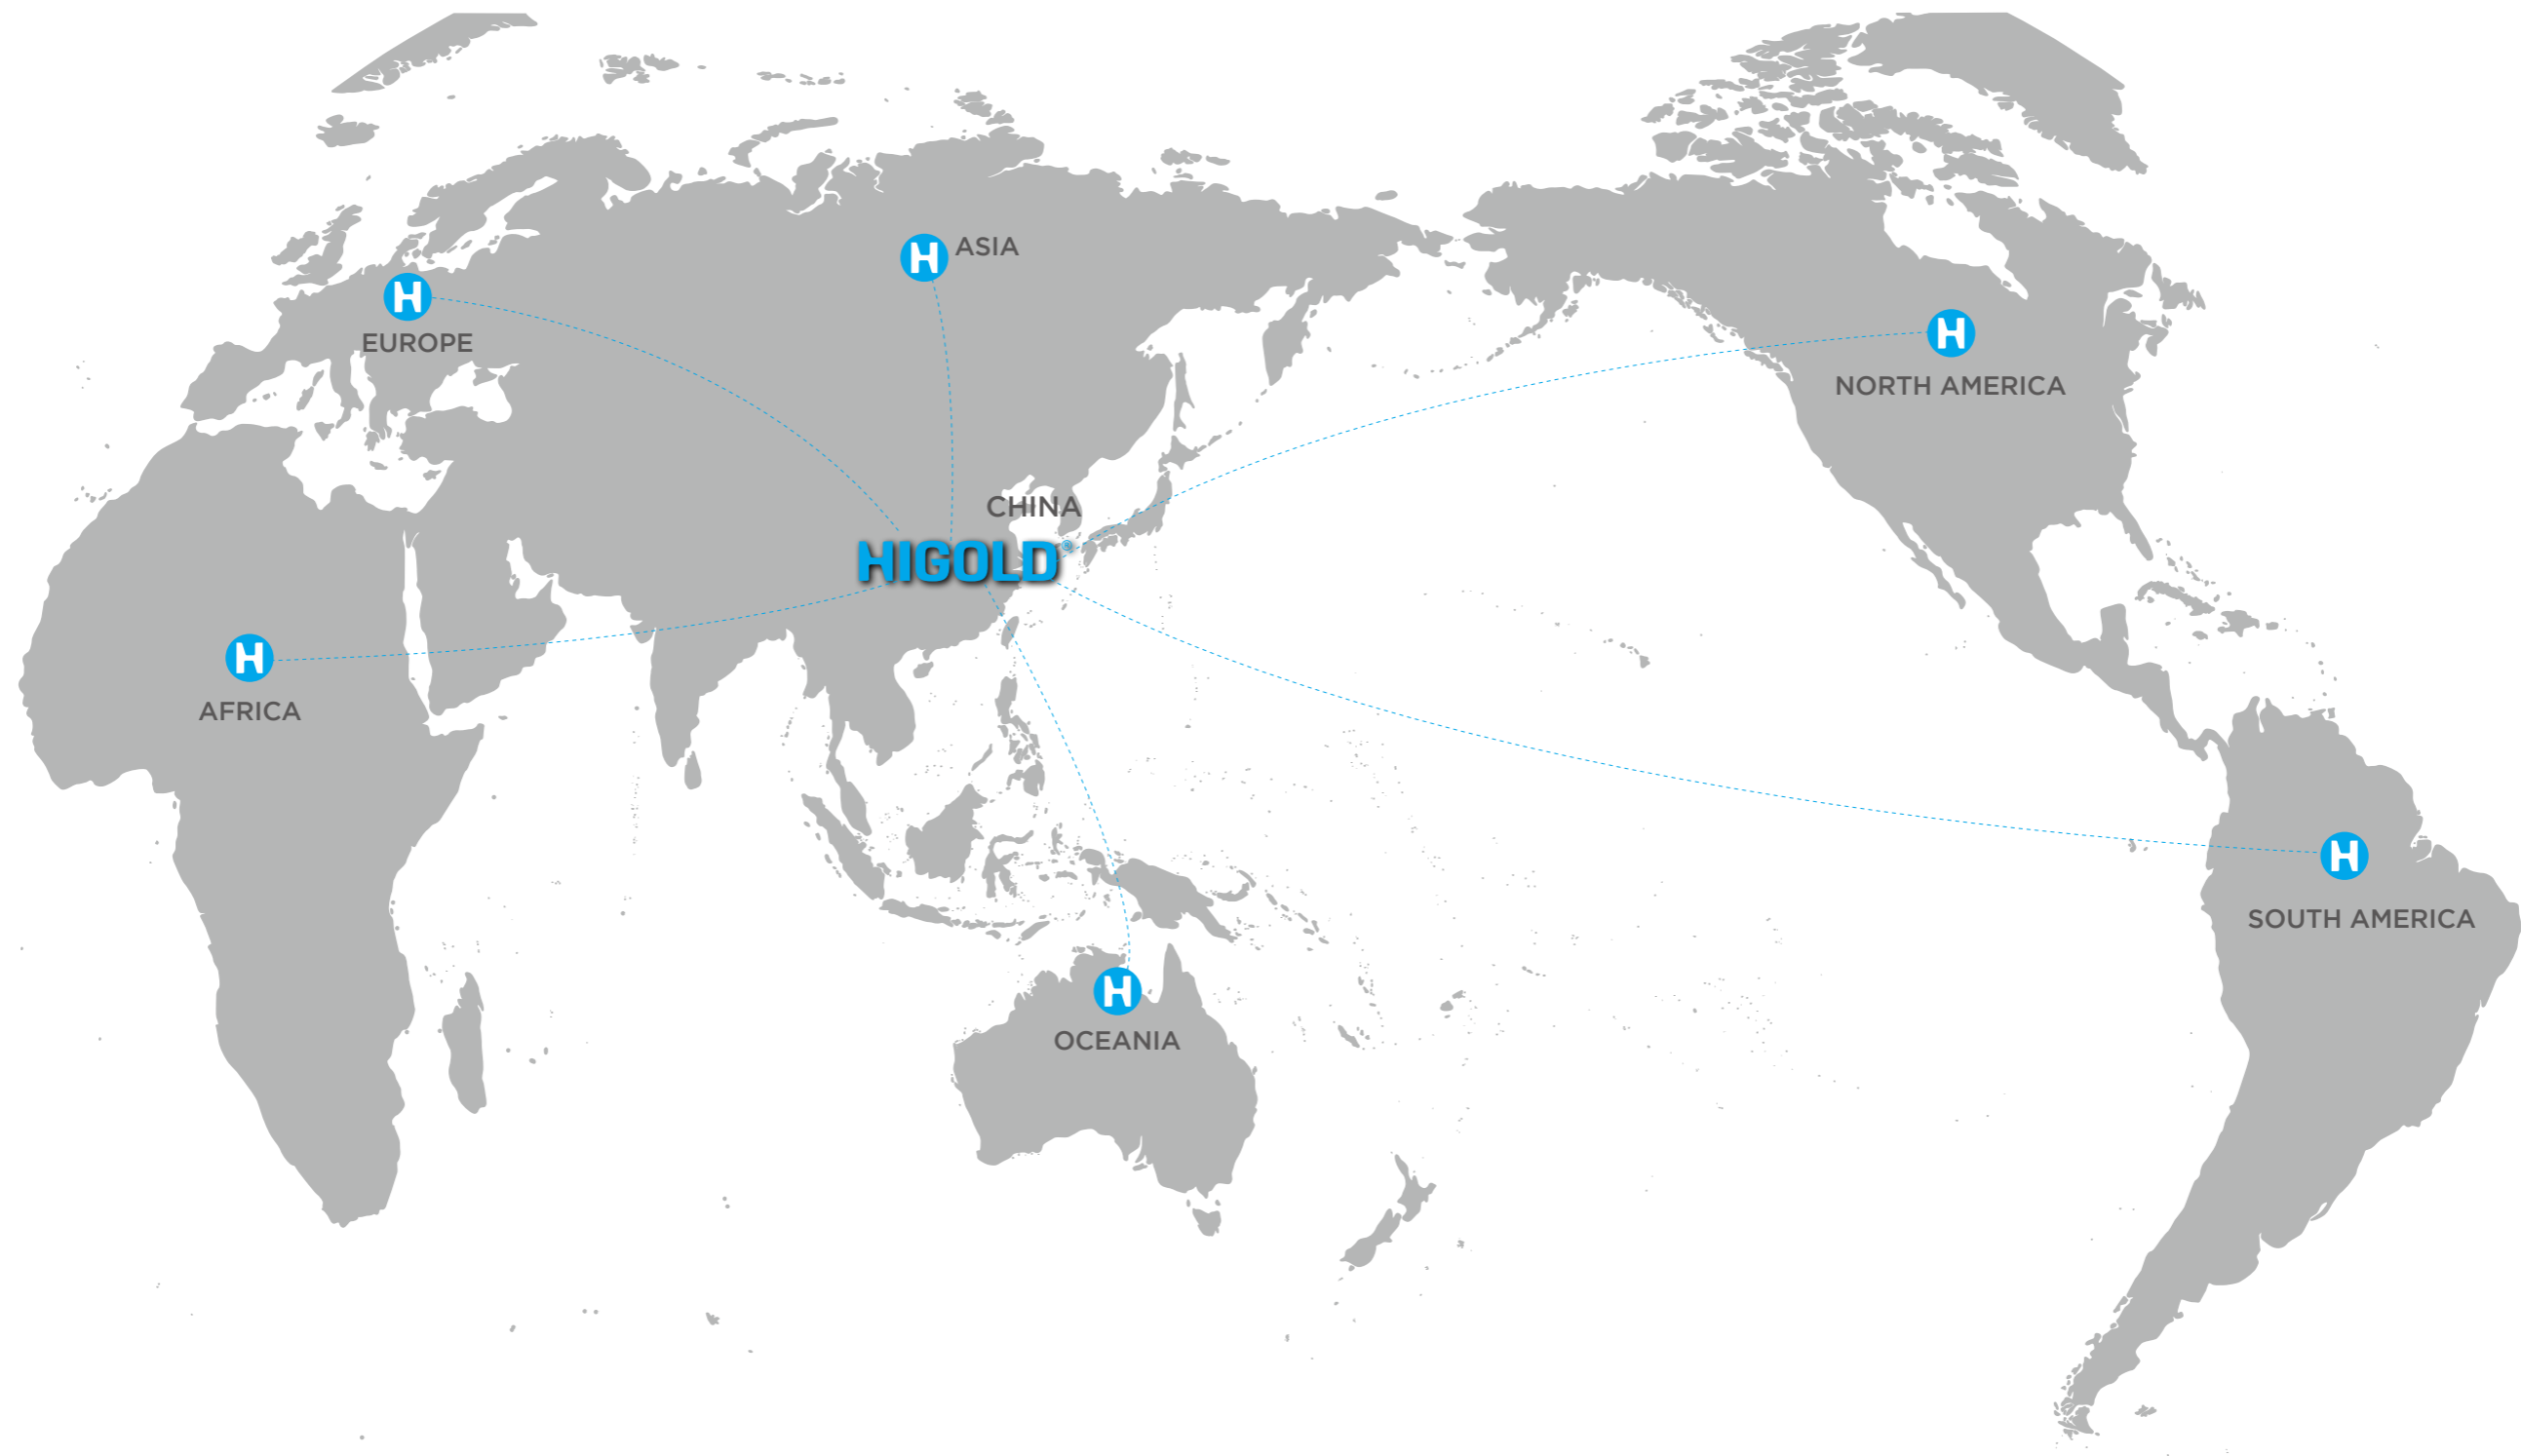 H ASIA
H
EUROPE
H
NORTH AMERICA
CHINA
HIGOLD®
H
AFRICA
H
SOUTH AMERICA
H
OCEANIA